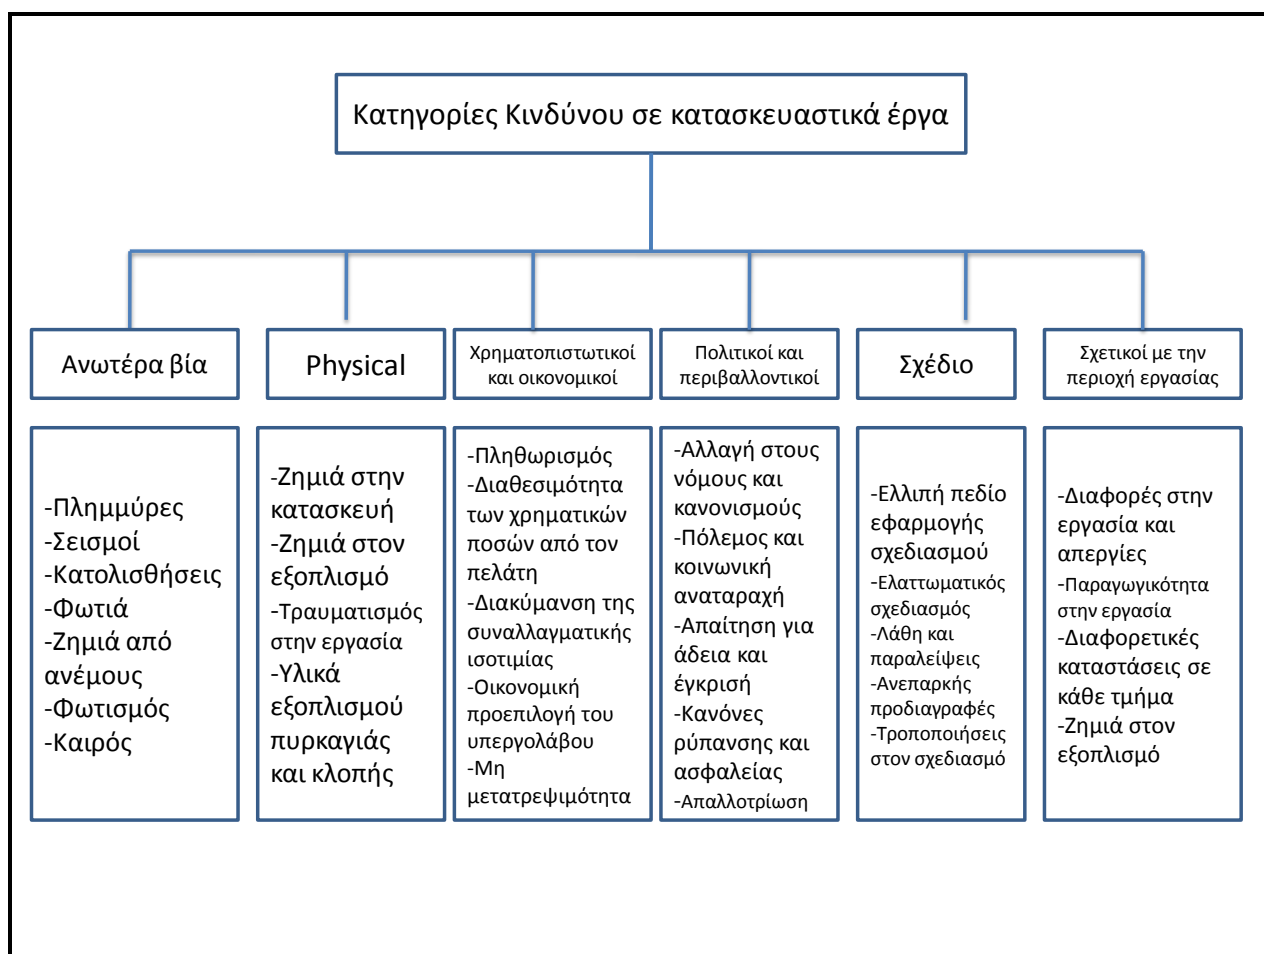 Κατηγορίες Κινδύνου σε κατασκευαστικά έργα
Ανωτέρα βία
-Πλημμύρες
-Σεισμοί
-Κατολισθήσεις
-Φωτιά
-Ζημιά από
ανέμους
-Φωτισμός
-Καιρός
Physical
-Ζημιά στην
κατασκευή
-Ζημιά στον
εξοπλισμό
-Τραυματισμός
στην εργασία
-Υλικά
εξοπλισμού
πυρκαγιάς
και κλοπής
Χρηματοπιστωτικοί
και οικονομικοί
-Πληθωρισμός
-Διαθεσιμότητα
των χρηματικών
ποσών από τον
πελάτη
-Διακύμανση της
συναλλαγματικής
ισοτιμίας
-Οικονομική
προεπιλογή του
υπεργολάβου
-Μη
μετατρεψιμότητα
Πολιτικοί και
περιβαλλοντικοί
-Αλλαγή στους
νόμους και
κανονισμούς
-Πόλεμος και
κοινωνική
αναταραχή
-Απαίτηση για
άδεια και
έγκρισή
-Κανόνες
ρύπανσης και
ασφαλείας
-Απαλλοτρίωση
Σχέδιο
-Ελλιπή πεδίο
εφαρμογής
σχεδιασμού
-Ελαττωματικός
σχεδιασμός
-Λάθη και
παραλείψεις
-Ανεπαρκής
προδιαγραφές
-Τροποποιήσεις
στον σχεδιασμό
Σχετικοί με την
περιοχή εργασίας
-Διαφορές στην
εργασία και
απεργίες
-Παραγωγικότητα
στην εργασία
-Διαφορετικές
καταστάσεις σε
κάθε τμήμα
-Ζημιά στον
εξοπλισμό